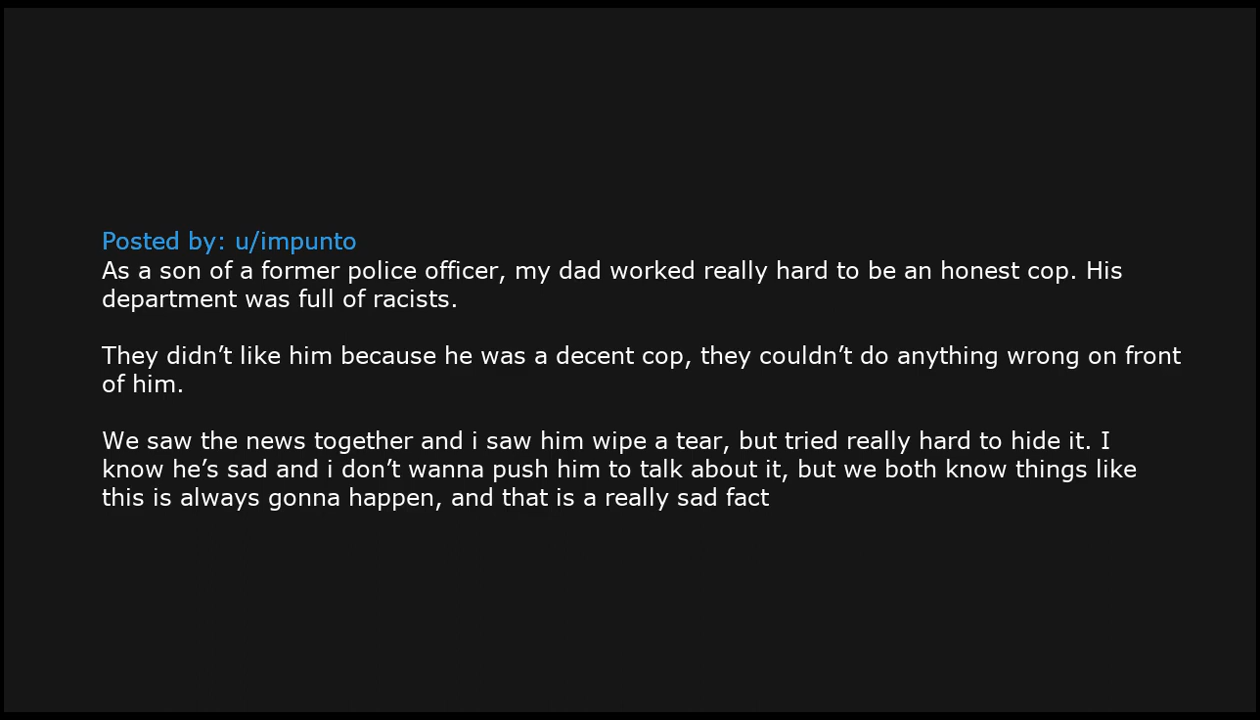 Posted by: u/impunto
As a son of a former police officer, my dad worked really hard to be an honest cop. His
department was full of racists.
They didn’t like him because he was a decent cop, they couldn’t do anything wrong on front
of him.
We saw the news together and i saw him wipe a tear, but tried really hard to hide it. I
know he’s sad and i don’t wanna push him to talk about it, but we both know things like
this is always gonna happen, and that is a really sad fact